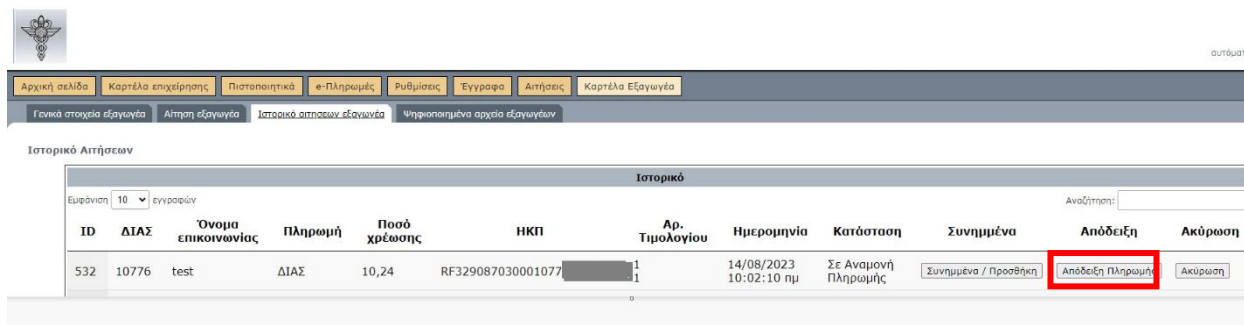 αυτόματ
Αρχική σελίδα Καρτέλα επιχείρησης Πιστοποιητικά e-Πληρωμές Ρυθμίσεις Έγγραφα Αιτήσεις Καρτέλα Εξαγωγέα
Γενικά στοιχεία εξαγωγέα Αίτηση εξαγωγέα Ιστορικό αιτησεων εξαγωγέα Ψηφιοποιημένα αρχεία εξαγωγέων
Ιστορικό Αιτήσεων
Ιστορικό
Εμφάνιση 10 εγγραφών Αναζήτηση:
ID ΔΙΑΣ Όνομα επικοινωνίας Πληρωμή Ποσό χρέωσης ΗΚΠ Αρ. Τιμολογίου Ημερομηνία Κατάσταση Συνημμένα Απόδειξη Ακύρωση
532 10776 test ΔΙΑΣ 10,24 RF329087030001077 1 14/08/2023 Σε Αναμονή Συνημμένα / Προσθήκη Απόδειξη Πληρωμής Ακύρωση
1 10:02:10 πμ Πληρωμής